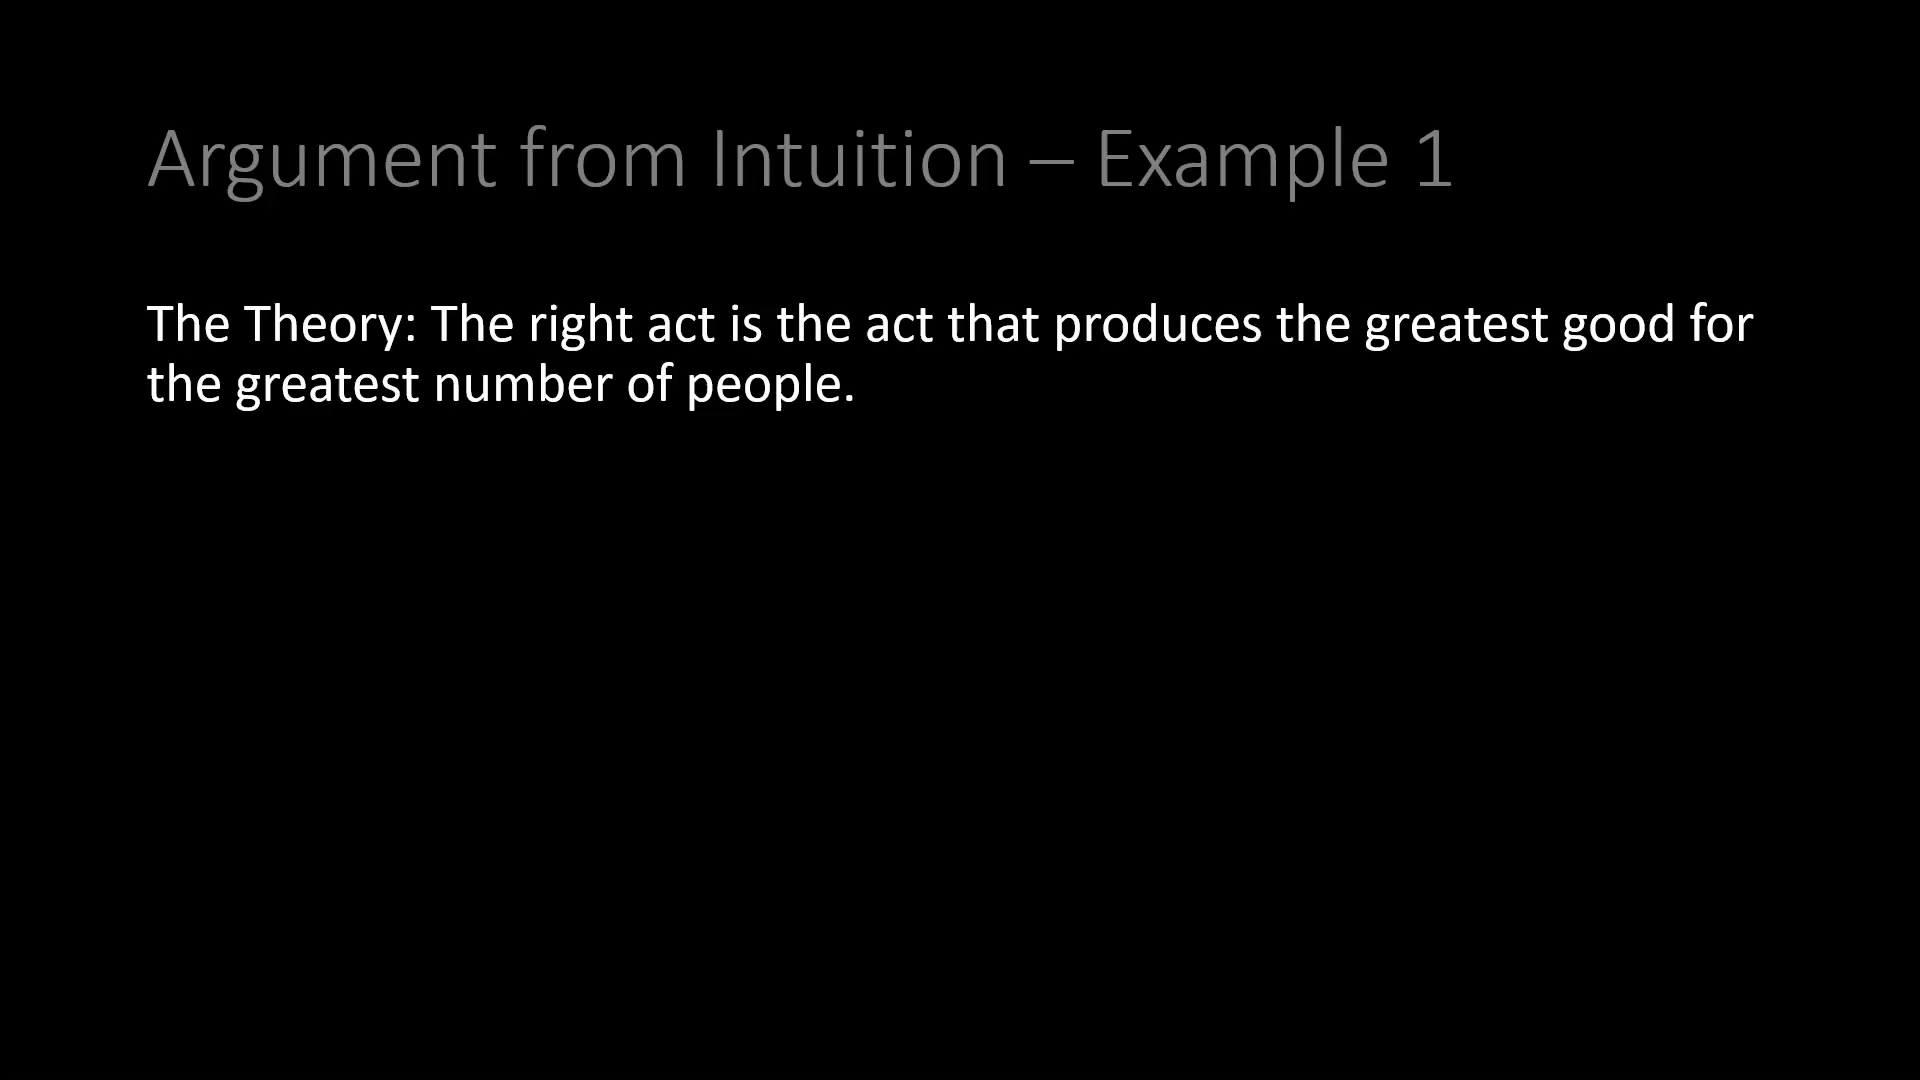 Argument from Intuition – Example 1
The Theory: The right act is the act that produces the greatest good for
the greatest number of people.